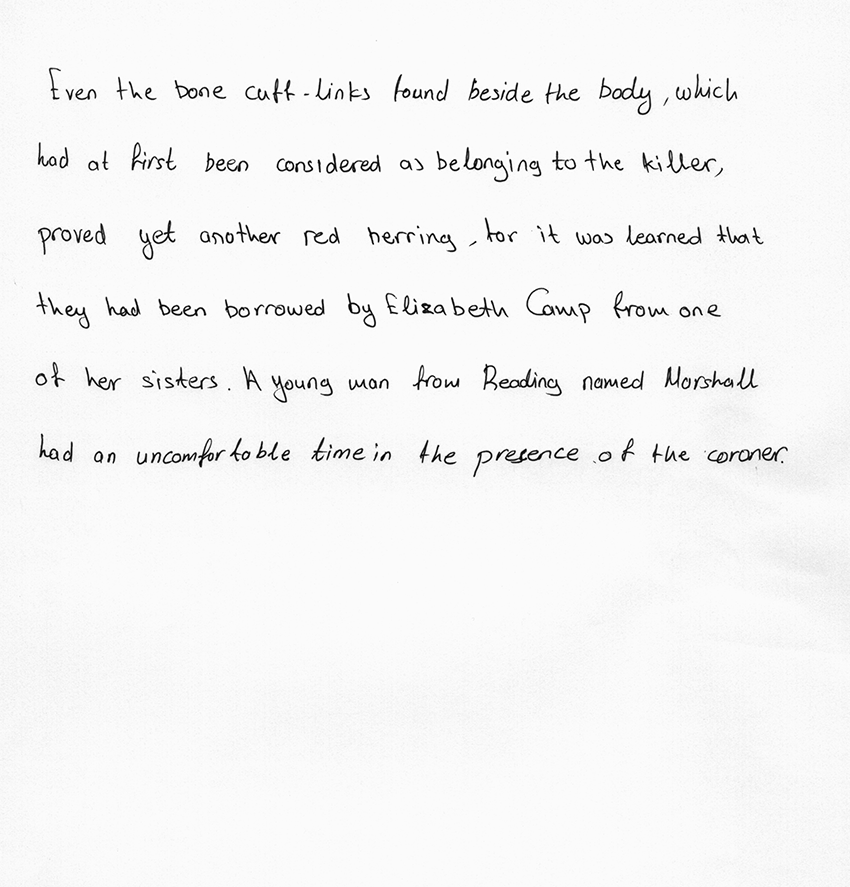 Even the bone cuff-links found beside the body, which
had at first been considered as belonging to the killer,
proved yet another red herring, for it was learned that
they had been borrowed by Elizabeth Camp from one
of her sisters. A young man from Reading named Marshall
had an uncomfortable time in the presence of the coroner.